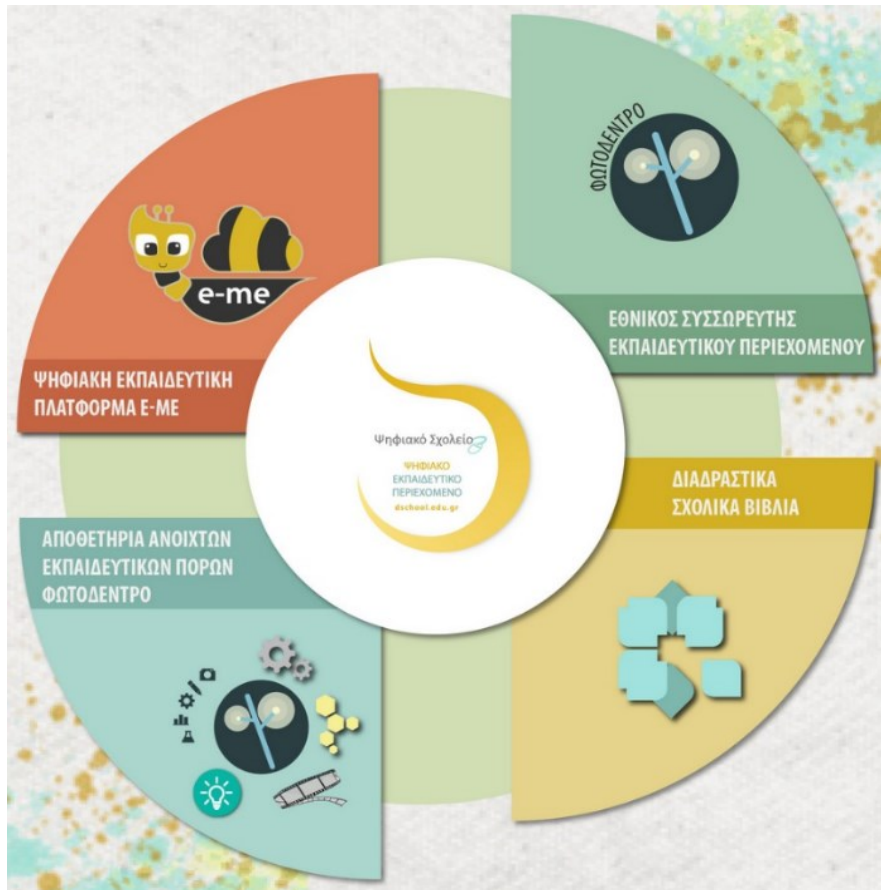 ΦΩΤΟΔΕΝΤΡΟ
e-me
ΨΗΦΙΑΚΗ ΕΚΠΑΙΔΕΥΤΙΚΗ
ΠΛΑΤΦΟΡΜΑ E-ME
ΕΘΝΙΚΟΣ ΣΥΣΣΩΡΕΥΤΗΣ
ΕΚΠΑΙΔΕΥΤΙΚΟΥ ΠΕΡΙΕΧΟΜΕΝΟΥ
Ψηφιακό Σχολείο
ΨΗΦΙΑΚΟ
ΕΚΠΑΙΔΕΥΤΙΚΟ
ΠΕΡΙΕΧΟΜΕΝΟ
dschool.edu.gr
ΑΠΟΘΕΤΗΡΙΑ ΑΝΟΙΧΤΩΝ
ΕΚΠΑΙΔΕΥΤΙΚΩΝ ΠΟΡΩΝ
ΦΩΤΟΔΕΝΤΡΟ
ΔΙΑΔΡΑΣΤΙΚΑ
ΣΧΟΛΙΚΑ ΒΙΒΛΙΑ